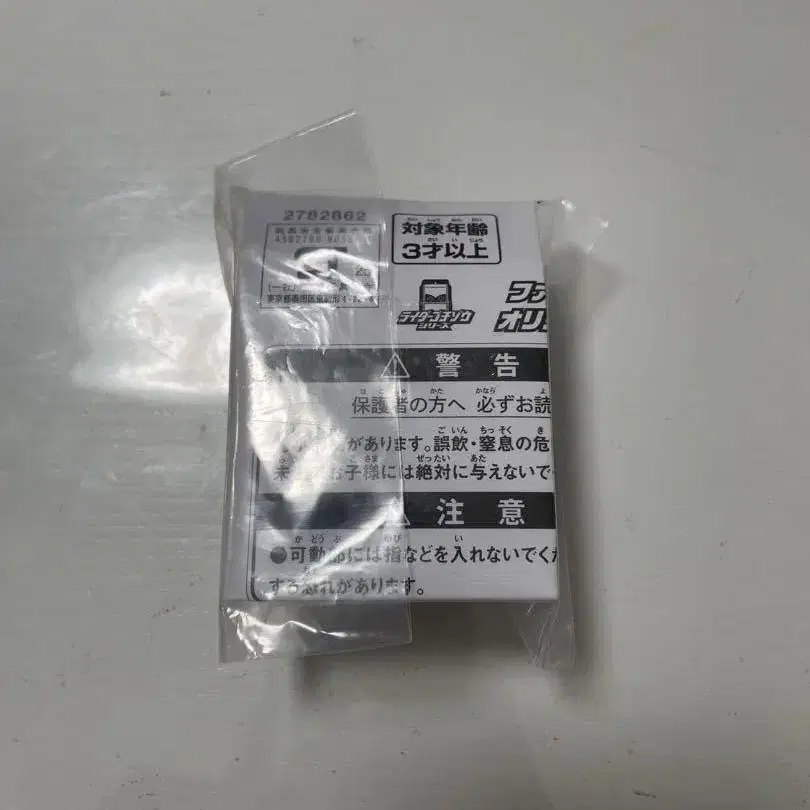 2782862
対象年齢
3才以上
ライダーゴチゾウ
シリーズ
オリ
警告
保護者の方へ 必ずお読
があります。誤飲・窒息の危
お子様には絶対に与えないで
注意
●可動部には指などを入れないでくだ
する恐れがあります。